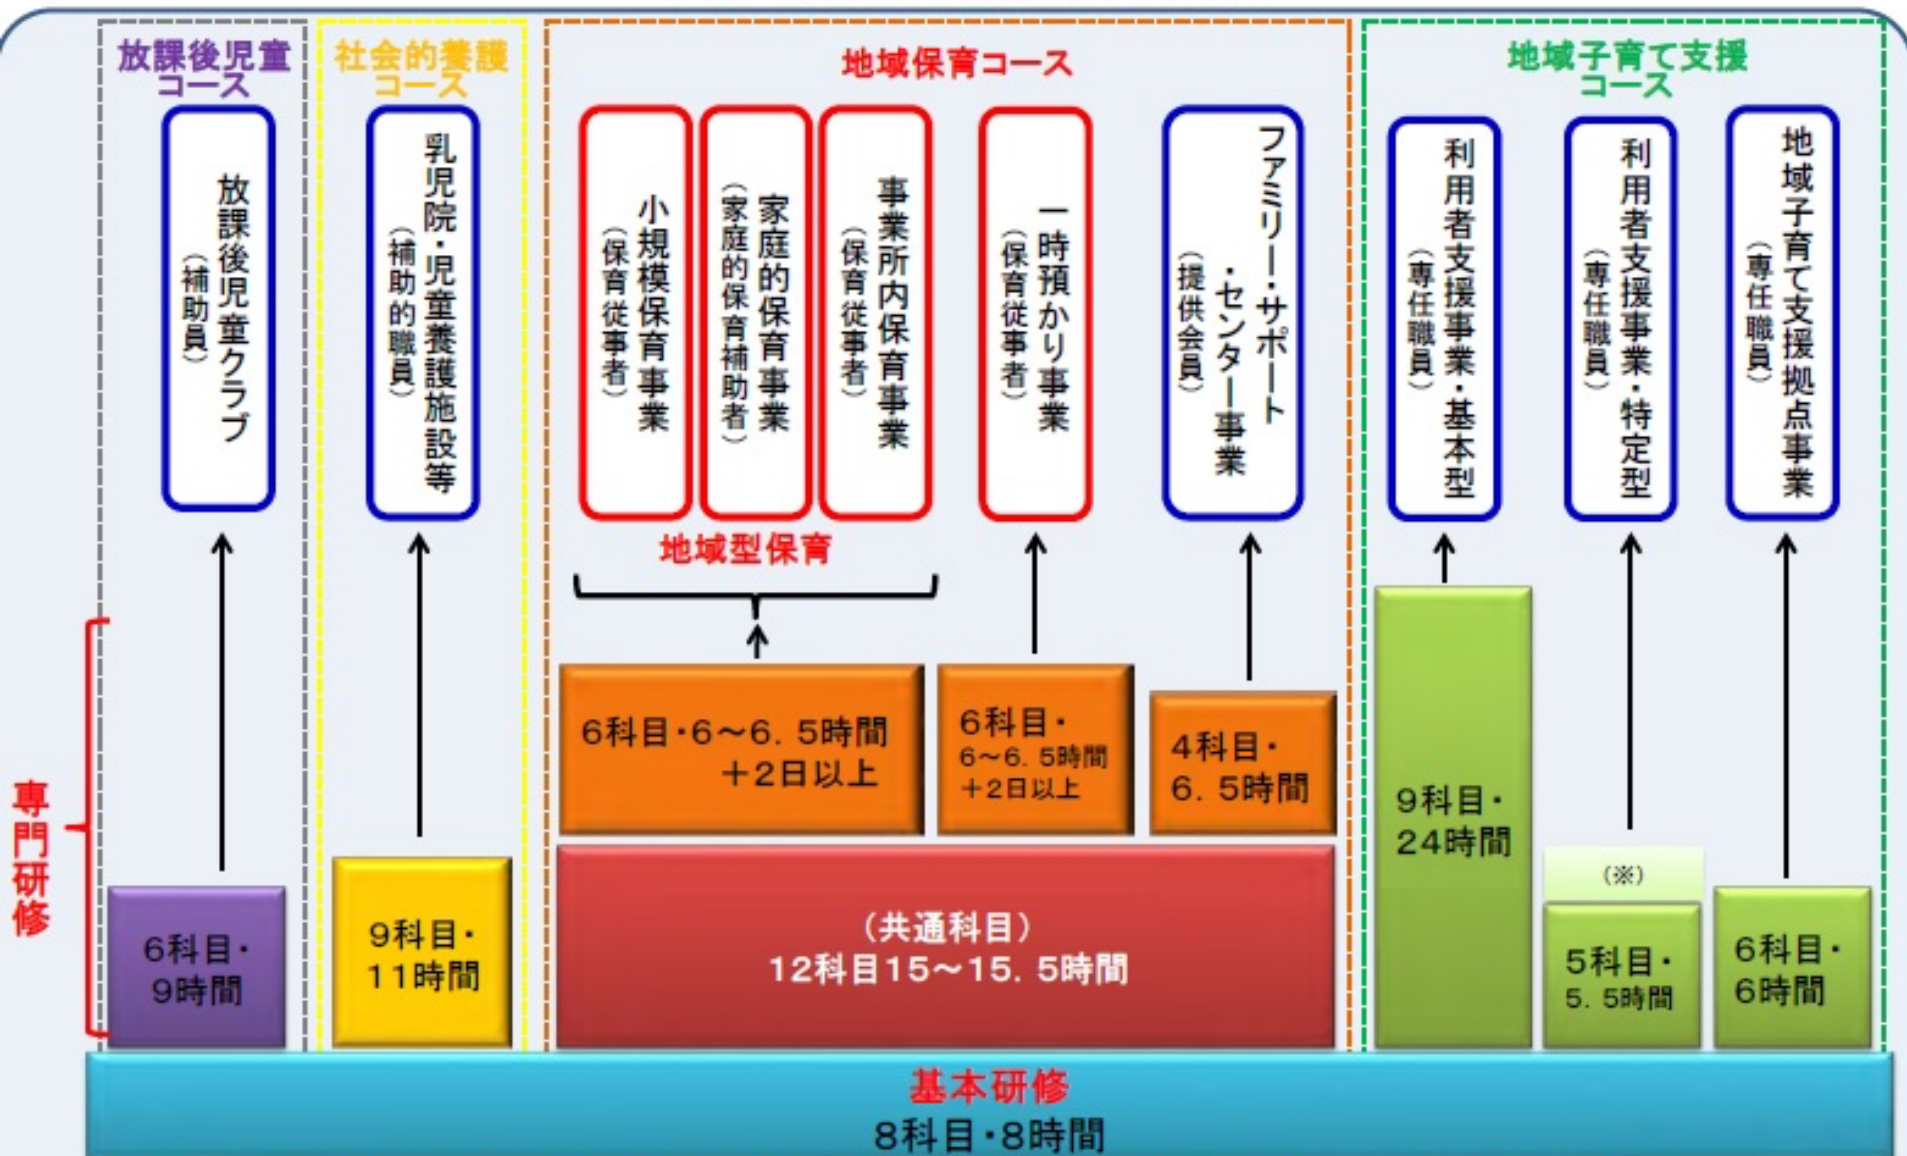 放課後児童
コース
社会的養護
コース
地域保育コース
地域子育て支援
コース
放課後児童クラブ
（補助員）
乳児院・児童養護施設等
（補助的職員）
小規模保育事業
（保育従事者）
家庭的保育事業
（家庭的保育補助者）
事業所内保育事業
（保育従事者）
一時預かり事業
（保育従事者）
ファミリー・サポート
・センター事業
（提供会員）
利用者支援事業・基本型
（専任職員）
利用者支援事業・特定型
（専任職員）
地域子育て支援拠点事業
（専任職員）
地域型保育
専門研修
6科目・
9時間
9科目・
11時間
6科目・6～6．5時間
＋2日以上
6科目・
6～6．5時間
＋2日以上
4科目・
6．5時間
（共通科目）
12科目15～15．5時間
9科目・
24時間
（※）
5科目・
5．5時間
6科目・
6時間
基本研修
8科目・8時間